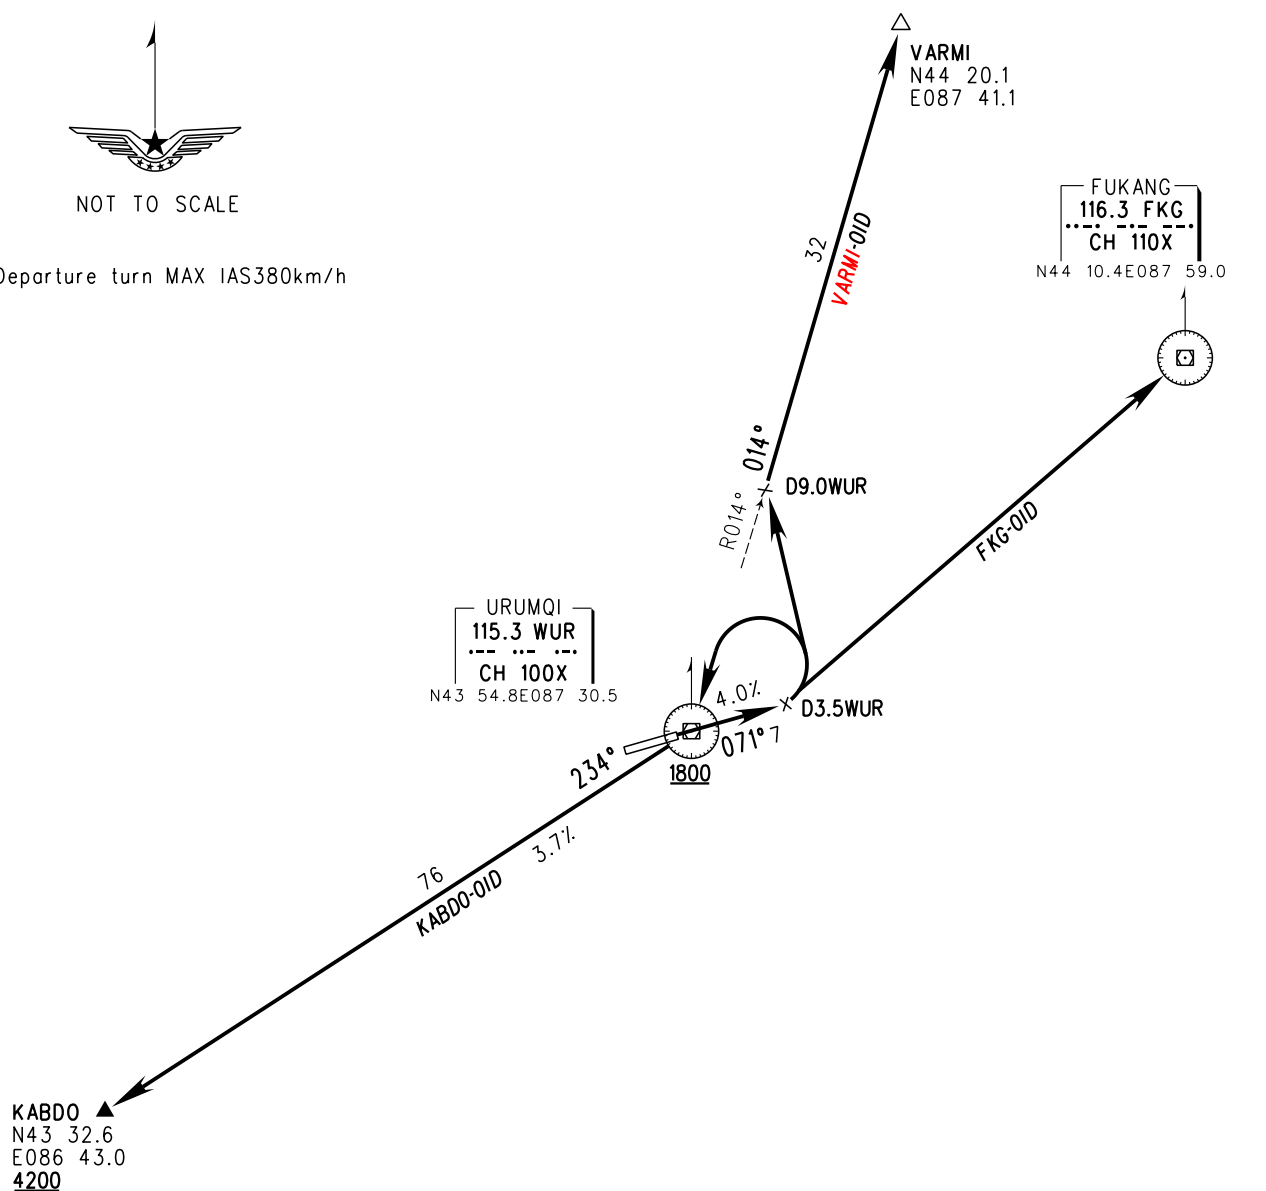 VARMI
N44 20.1
E087 41.1
NOT TO SCALE
FUKANG
116.3 FKG
CH 110X
N44 10.4E087 59.0
Departure turn MAX IAS380km/h
32
VARMI-01D
014°
D9.0WUR
R014°
FKG-01D
URUMQI
115.3 WUR
CH 100X
N43 54.8E087 30.5
4.0%
D3.5WUR
071°7
234°
1800
3.7%
76
KABDO-01D
KABDO
N43 32.6
E086 43.0
4200